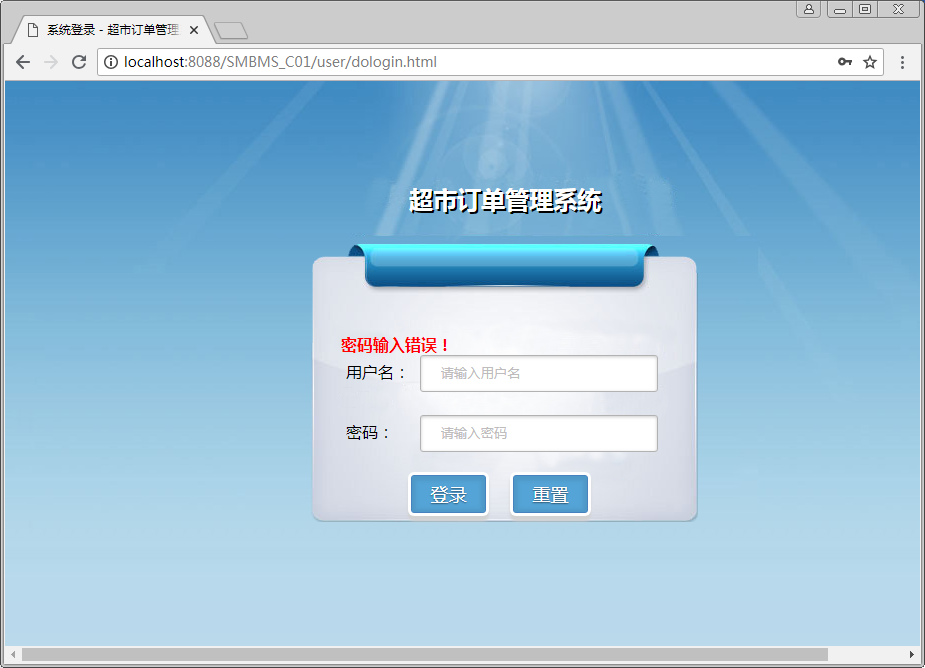 系统登录 - 超市订单管理
localhost:8088/SMBMS_C01/user/dologin.html
超市订单管理系统
密码输入错误！
用户名：
请输入用户名
密码：
请输入密码
登录
重置